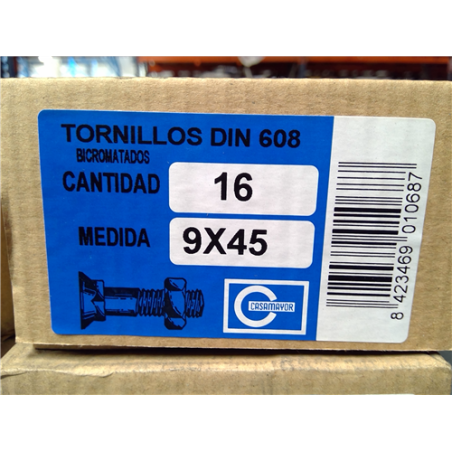 TORNILLOS DIN 608
BICROMATADOS
CANTIDAD 16
MEDIDA 9X45
CASAMAYOR
8 423469 010687